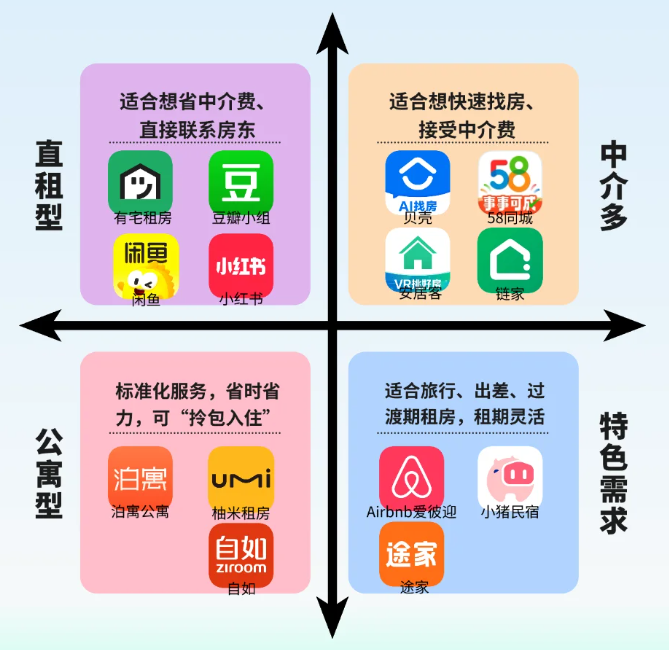 直租型
适合想省中介费、
直接联系房东
有宅租房
豆
豆瓣小组
闲鱼
闲鱼
小红书
小红书
中介多
适合想快速找房、
接受中介费
AI找房
贝壳
58
事事可成
58同城
VR挑好房
安居客
链家
公寓型
标准化服务，省时省
力，可“拎包入住”
泊寓
泊寓公寓
UMi
柚米租房
自如
ziroom
自如
特色需求
适合旅行、出差、过
渡期租房，租期灵活
Airbnb爱彼迎
小猪民宿
途家
途家